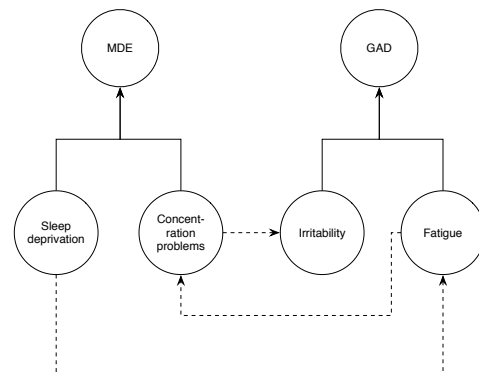 MDE
GAD
Sleep
deprivation
Concent-
ration
problems
Irritability
Fatigue